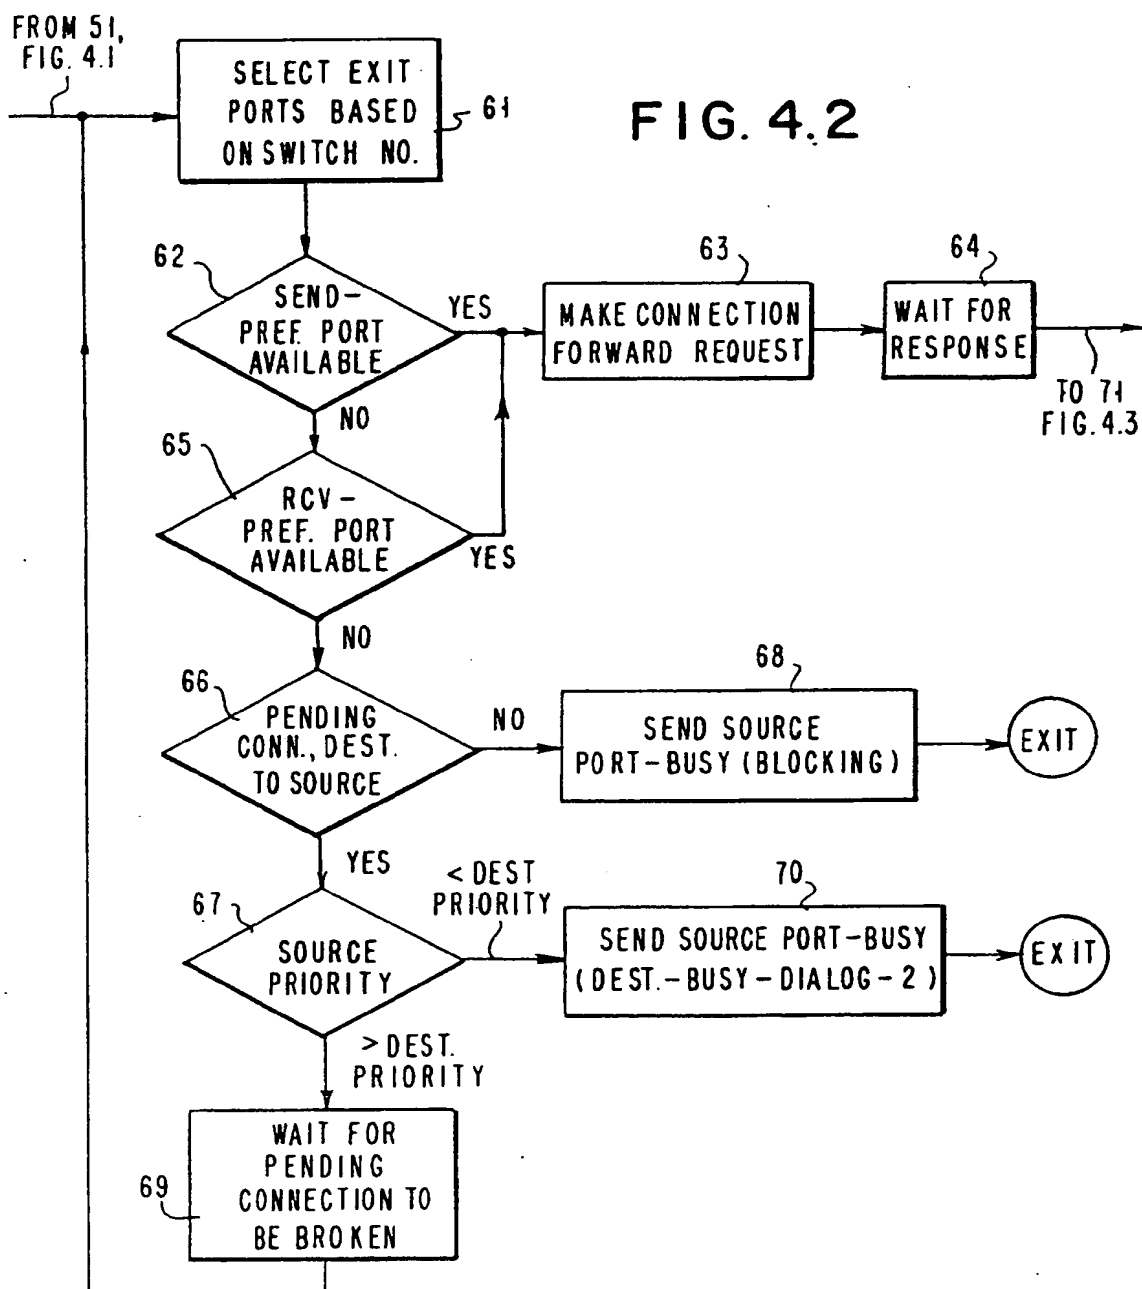 FROM 51,
FIG. 4.1
SELECT EXIT
PORTS BASED
ON SWITCH NO.
61
FIG. 4.2
62
SEND-
PREF. PORT
AVAILABLE
YES
63
MAKE CONNECTION
FORWARD REQUEST
64
WAIT FOR
RESPONSE
TO 71
FIG. 4.3
NO
65
RCV-
PREF. PORT
AVAILABLE
YES
NO
66
PENDING
CONN., DEST.
TO SOURCE
NO
68
SEND SOURCE
PORT-BUSY (BLOCKING)
EXIT
YES
67
SOURCE
PRIORITY
< DEST
PRIORITY
70
SEND SOURCE PORT-BUSY
(DEST.-BUSY-DIALOG-2)
EXIT
> DEST.
PRIORITY
69
WAIT FOR
PENDING
CONNECTION TO
BE BROKEN